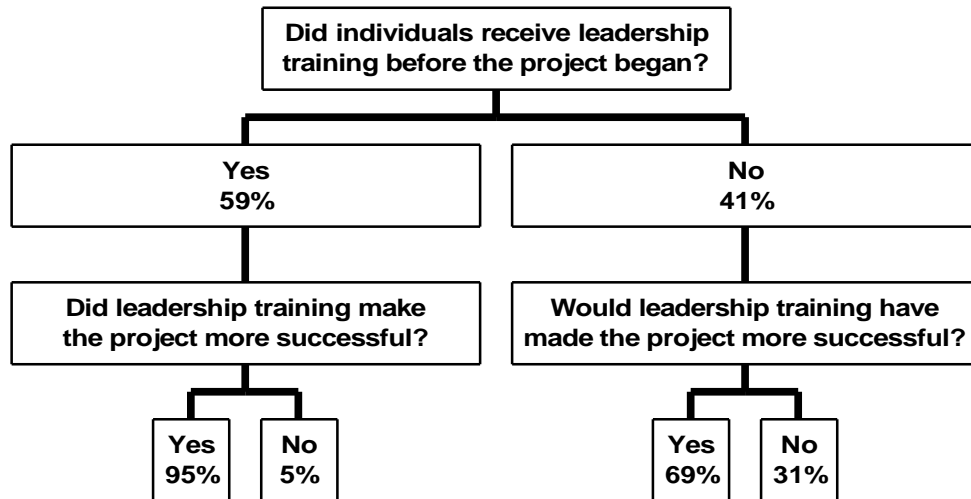 Did individuals receive leadership
training before the project began?
Yes
59%
No
41%
Did leadership training make
the project more successful?
Would leadership training have
made the project more successful?
Yes
95%
No
5%
Yes
69%
No
31%